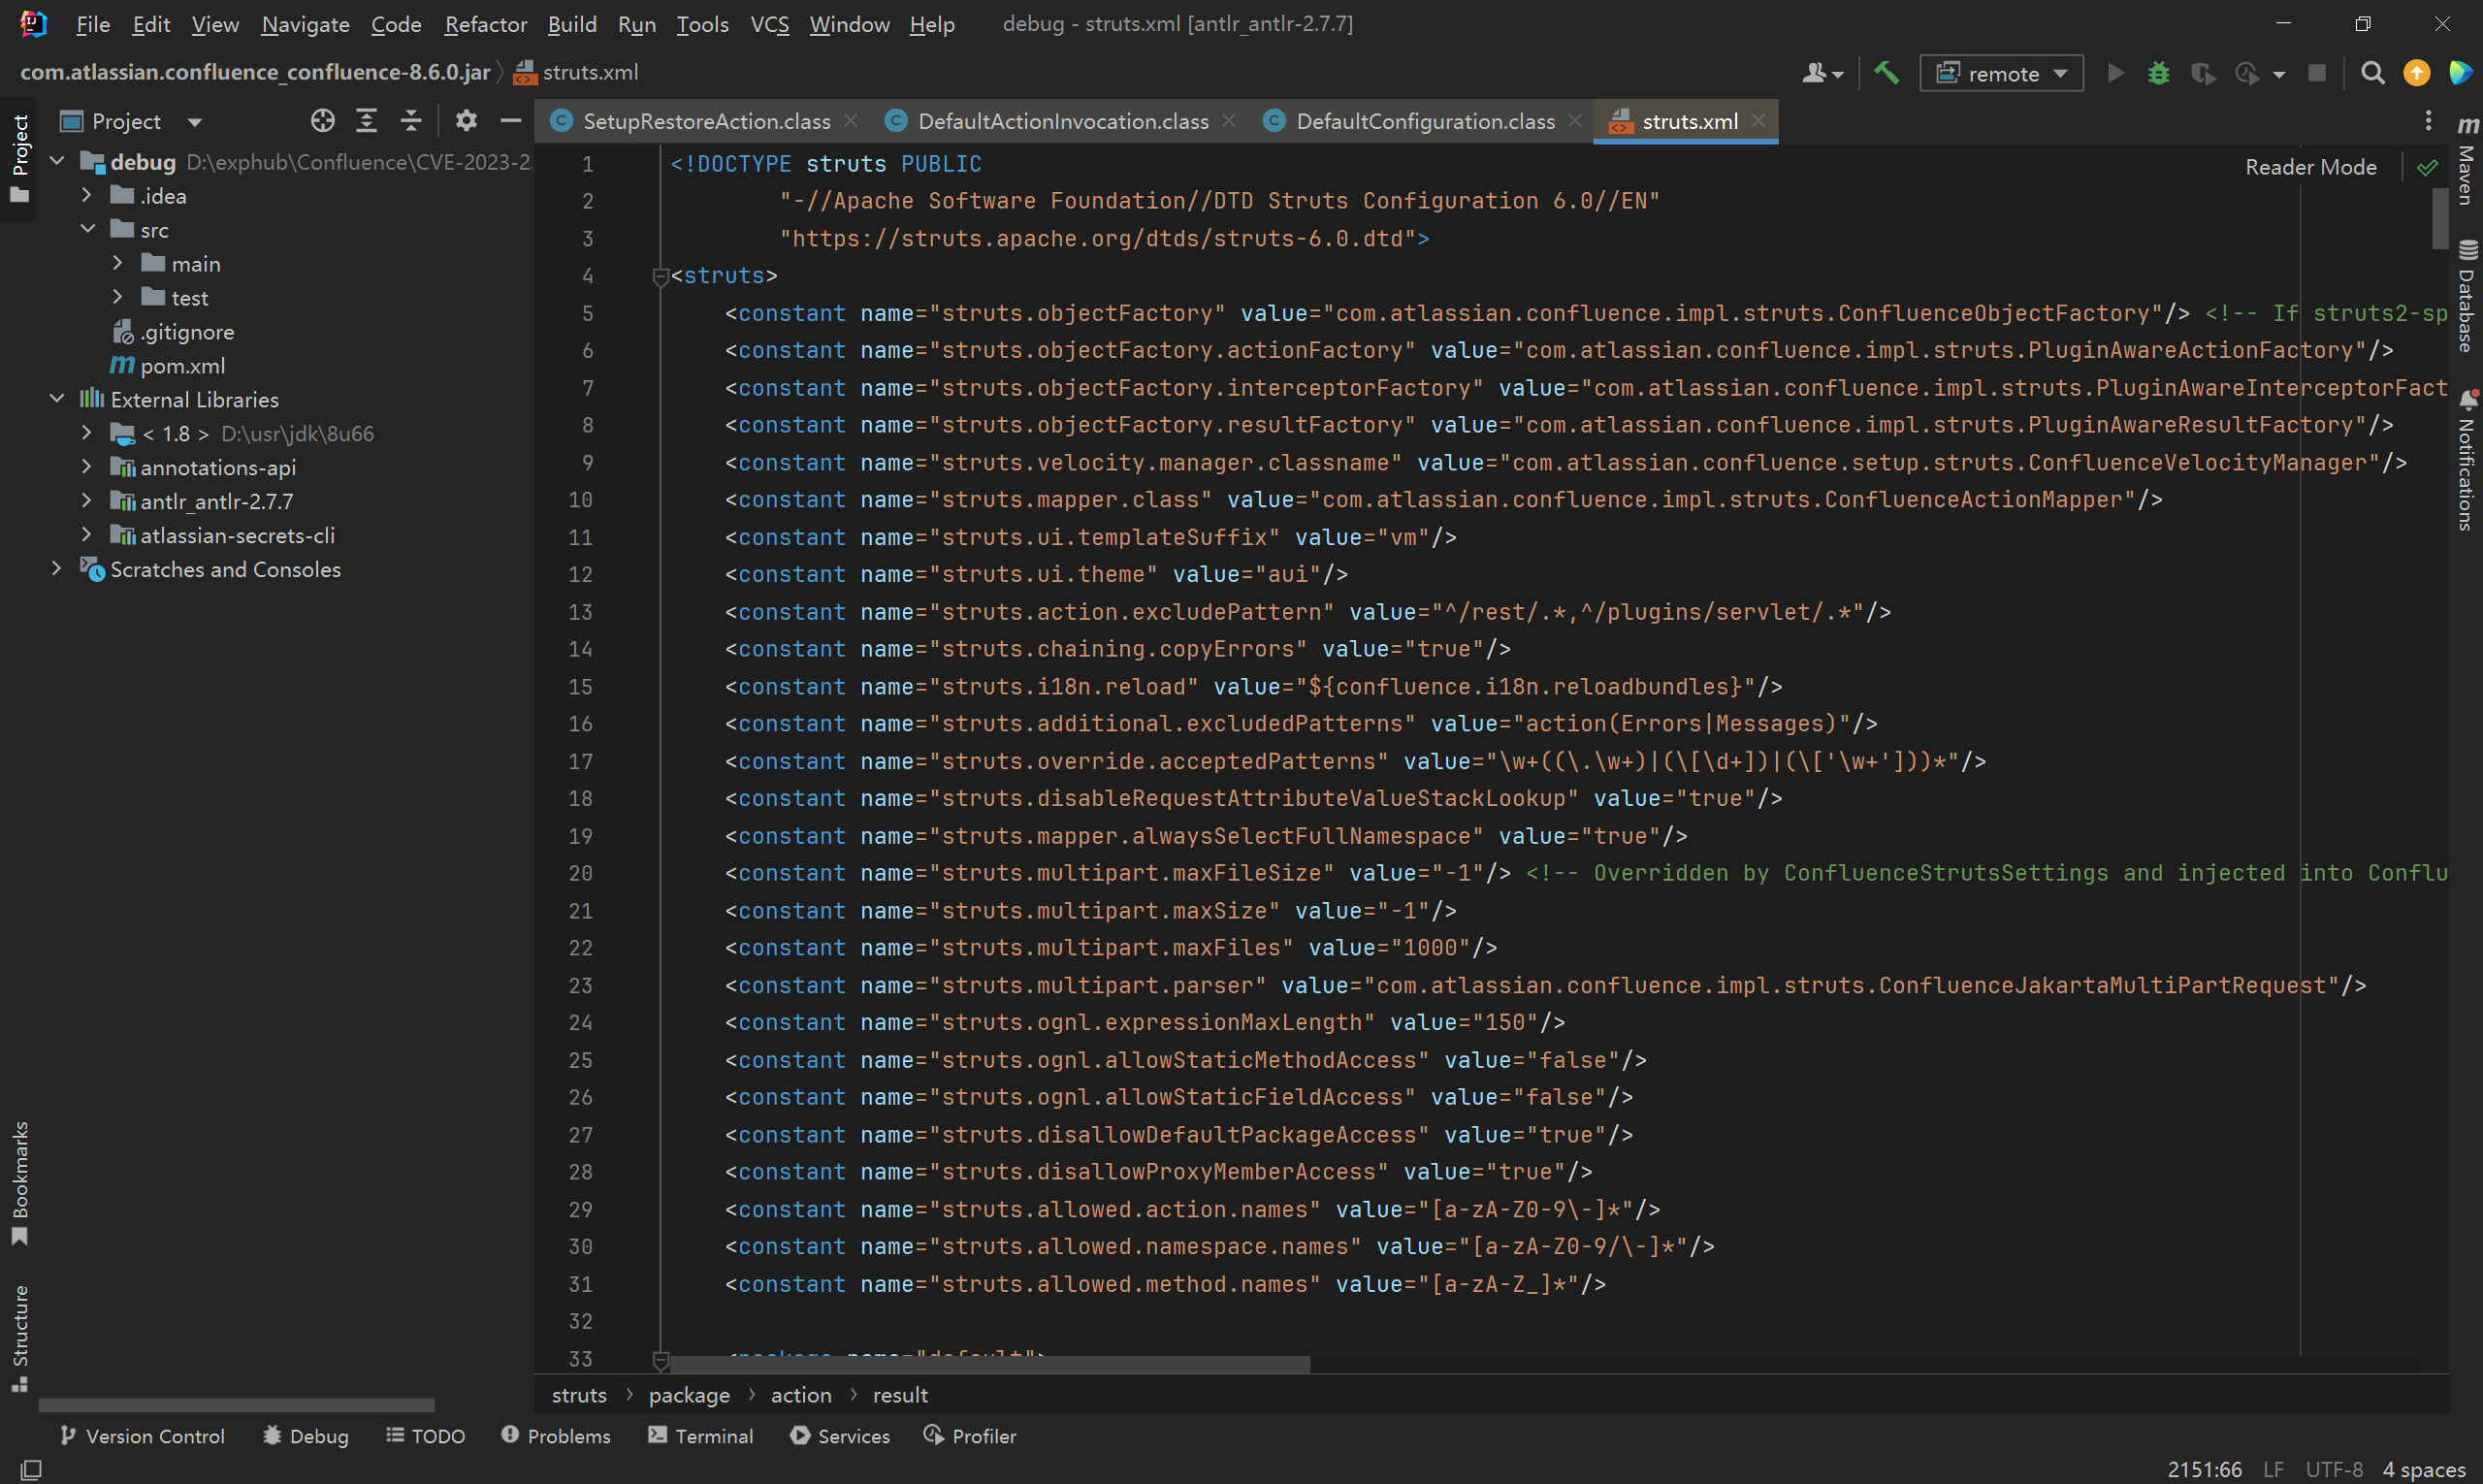 File Edit View Navigate Code Refactor Build Run Tools VCS Window Help debug - struts.xml [antlr_antlr-2.7.7]
com.atlassian.confluence_confluence-8.6.0.jar struts.xml
remote
Project
SetupRestoreAction.class DefaultActionInvocation.class DefaultConfiguration.class struts.xml
Reader Mode
Project
Bookmarks
Structure
debug D:\exphub\Confluence\CVE-2023-2
.idea
src
main
test
.gitignore
pom.xml
External Libraries
< 1.8 > D:\usr\jdk\8u66
annotations-api
antlr_antlr-2.7.7
atlassian-secrets-cli
Scratches and Consoles
1 <!DOCTYPE struts PUBLIC
2 "-//Apache Software Foundation//DTD Struts Configuration 6.0//EN"
3 "https://struts.apache.org/dtds/struts-6.0.dtd">
4 <struts>
5 <constant name="struts.objectFactory" value="com.atlassian.confluence.impl.struts.ConfluenceObjectFactory"/> <!-- If struts2-sp
6 <constant name="struts.objectFactory.actionFactory" value="com.atlassian.confluence.impl.struts.PluginAwareActionFactory"/>
7 <constant name="struts.objectFactory.interceptorFactory" value="com.atlassian.confluence.impl.struts.PluginAwareInterceptorFact
8 <constant name="struts.objectFactory.resultFactory" value="com.atlassian.confluence.impl.struts.PluginAwareResultFactory"/>
9 <constant name="struts.velocity.manager.classname" value="com.atlassian.confluence.setup.struts.ConfluenceVelocityManager"/>
10 <constant name="struts.mapper.class" value="com.atlassian.confluence.impl.struts.ConfluenceActionMapper"/>
11 <constant name="struts.ui.templateSuffix" value="vm"/>
12 <constant name="struts.ui.theme" value="aui"/>
13 <constant name="struts.action.excludePattern" value="^/rest/.*,^/plugins/servlet/.*"/>
14 <constant name="struts.chaining.copyErrors" value="true"/>
15 <constant name="struts.i18n.reload" value="${confluence.i18n.reloadbundles}"/>
16 <constant name="struts.additional.excludedPatterns" value="action(Errors|Messages)"/>
17 <constant name="struts.override.acceptedPatterns" value="\w+((\.\w+)|(\[\d+])|(\['\w+']))*"/>
18 <constant name="struts.disableRequestAttributeValueStackLookup" value="true"/>
19 <constant name="struts.mapper.alwaysSelectFullNamespace" value="true"/>
20 <constant name="struts.multipart.maxFileSize" value="-1"/> <!-- Overridden by ConfluenceStrutsSettings and injected into Conflu
21 <constant name="struts.multipart.maxSize" value="-1"/>
22 <constant name="struts.multipart.maxFiles" value="1000"/>
23 <constant name="struts.multipart.parser" value="com.atlassian.confluence.impl.struts.ConfluenceJakartaMultiPartRequest"/>
24 <constant name="struts.ognl.expressionMaxLength" value="150"/>
25 <constant name="struts.ognl.allowStaticMethodAccess" value="false"/>
26 <constant name="struts.ognl.allowStaticFieldAccess" value="false"/>
27 <constant name="struts.disallowDefaultPackageAccess" value="true"/>
28 <constant name="struts.disallowProxyMemberAccess" value="true"/>
29 <constant name="struts.allowed.action.names" value="[a-zA-Z0-9\-]*"/>
30 <constant name="struts.allowed.namespace.names" value="[a-zA-Z0-9/\-]*"/>
31 <constant name="struts.allowed.method.names" value="[a-zA-Z_]*"/>
32
33 <package name="default">
m Maven
Database
Notifications
struts package action result
Version Control Debug TODO Problems Terminal Services Profiler
2151:66 LF UTF-8 4 spaces